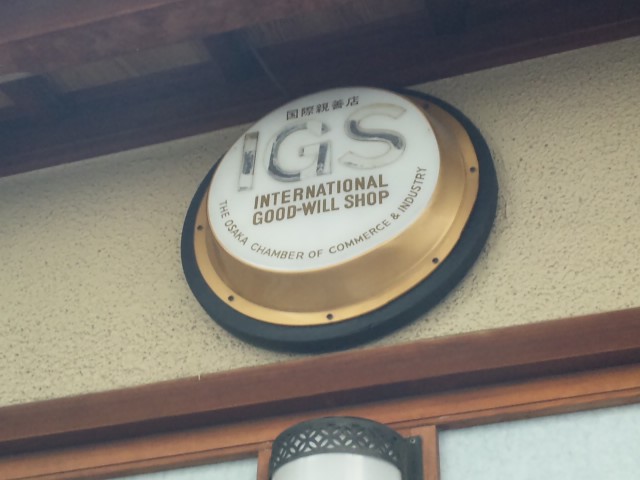 国際親善店
IGS
INTERNATIONAL
GOOD-WILL SHOP
THE OSAKA CHAMBER OF COMMERCE & INDUSTRY